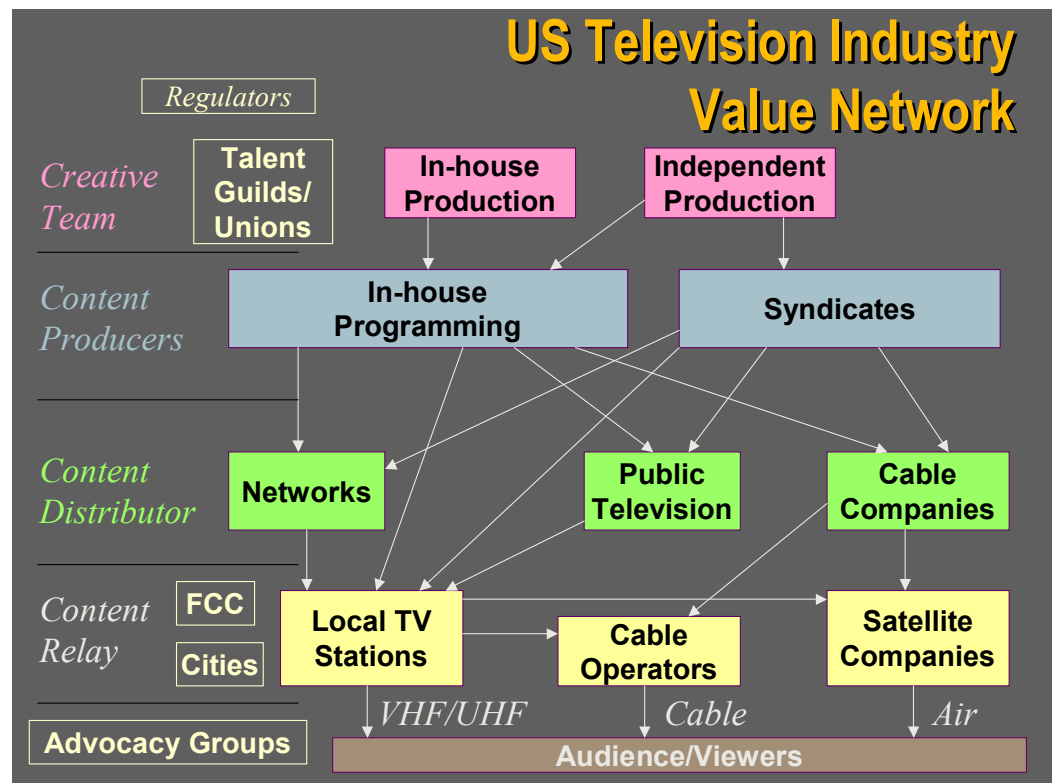 US Television Industry
Value Network
Regulators
Creative
Team
Talent
Guilds/
Unions
In-house
Production
Independent
Production
Content
Producers
In-house
Programming
Syndicates
Content
Distributor
Networks
Public
Television
Cable
Companies
Content
Relay
FCC
Cities
Local TV
Stations
Cable
Operators
Satellite
Companies
VHF/UHF
Cable
Air
Advocacy Groups
Audience/Viewers